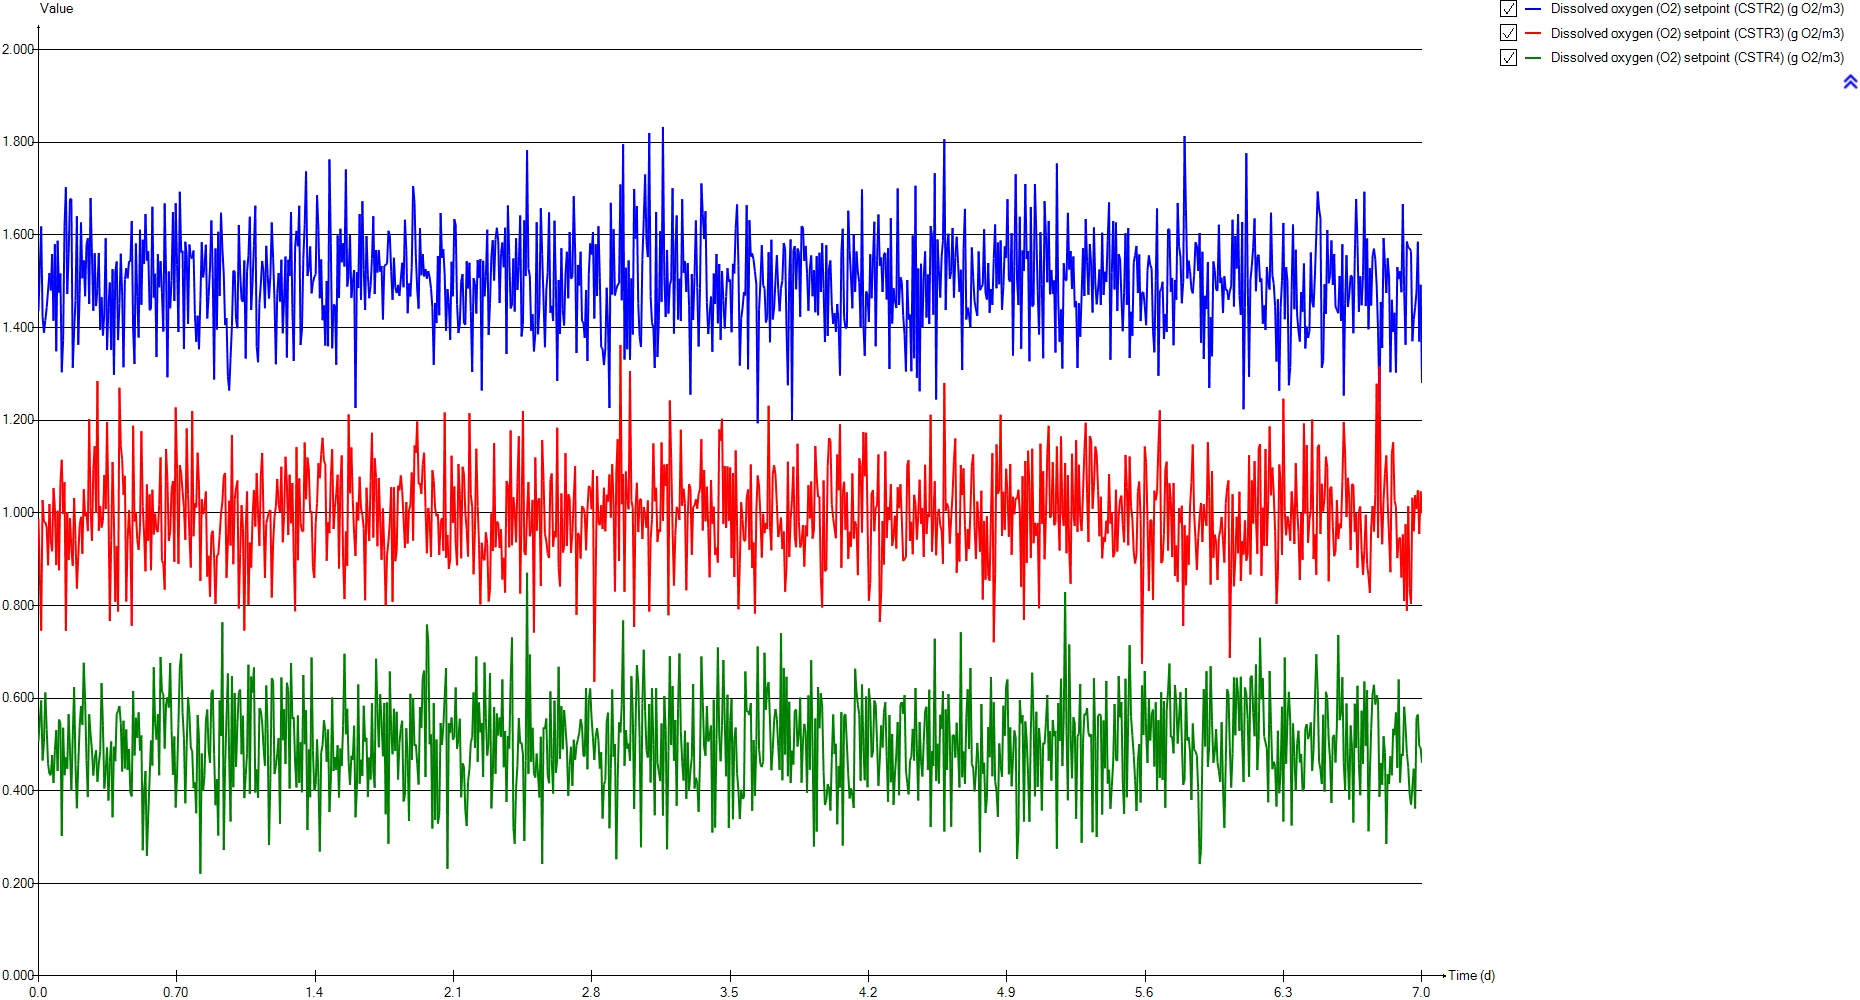 Value
Dissolved oxygen (O2) setpoint (CSTR2) (g O2/m3)
Dissolved oxygen (O2) setpoint (CSTR3) (g O2/m3)
Dissolved oxygen (O2) setpoint (CSTR4) (g O2/m3)
2.000
1.800
1.600
1.400
1.200
1.000
0.800
0.600
0.400
0.200
0.000
Time (d)
0.0 0.70 1.4 2.1 2.8 3.5 4.2 4.9 5.6 6.3 7.0